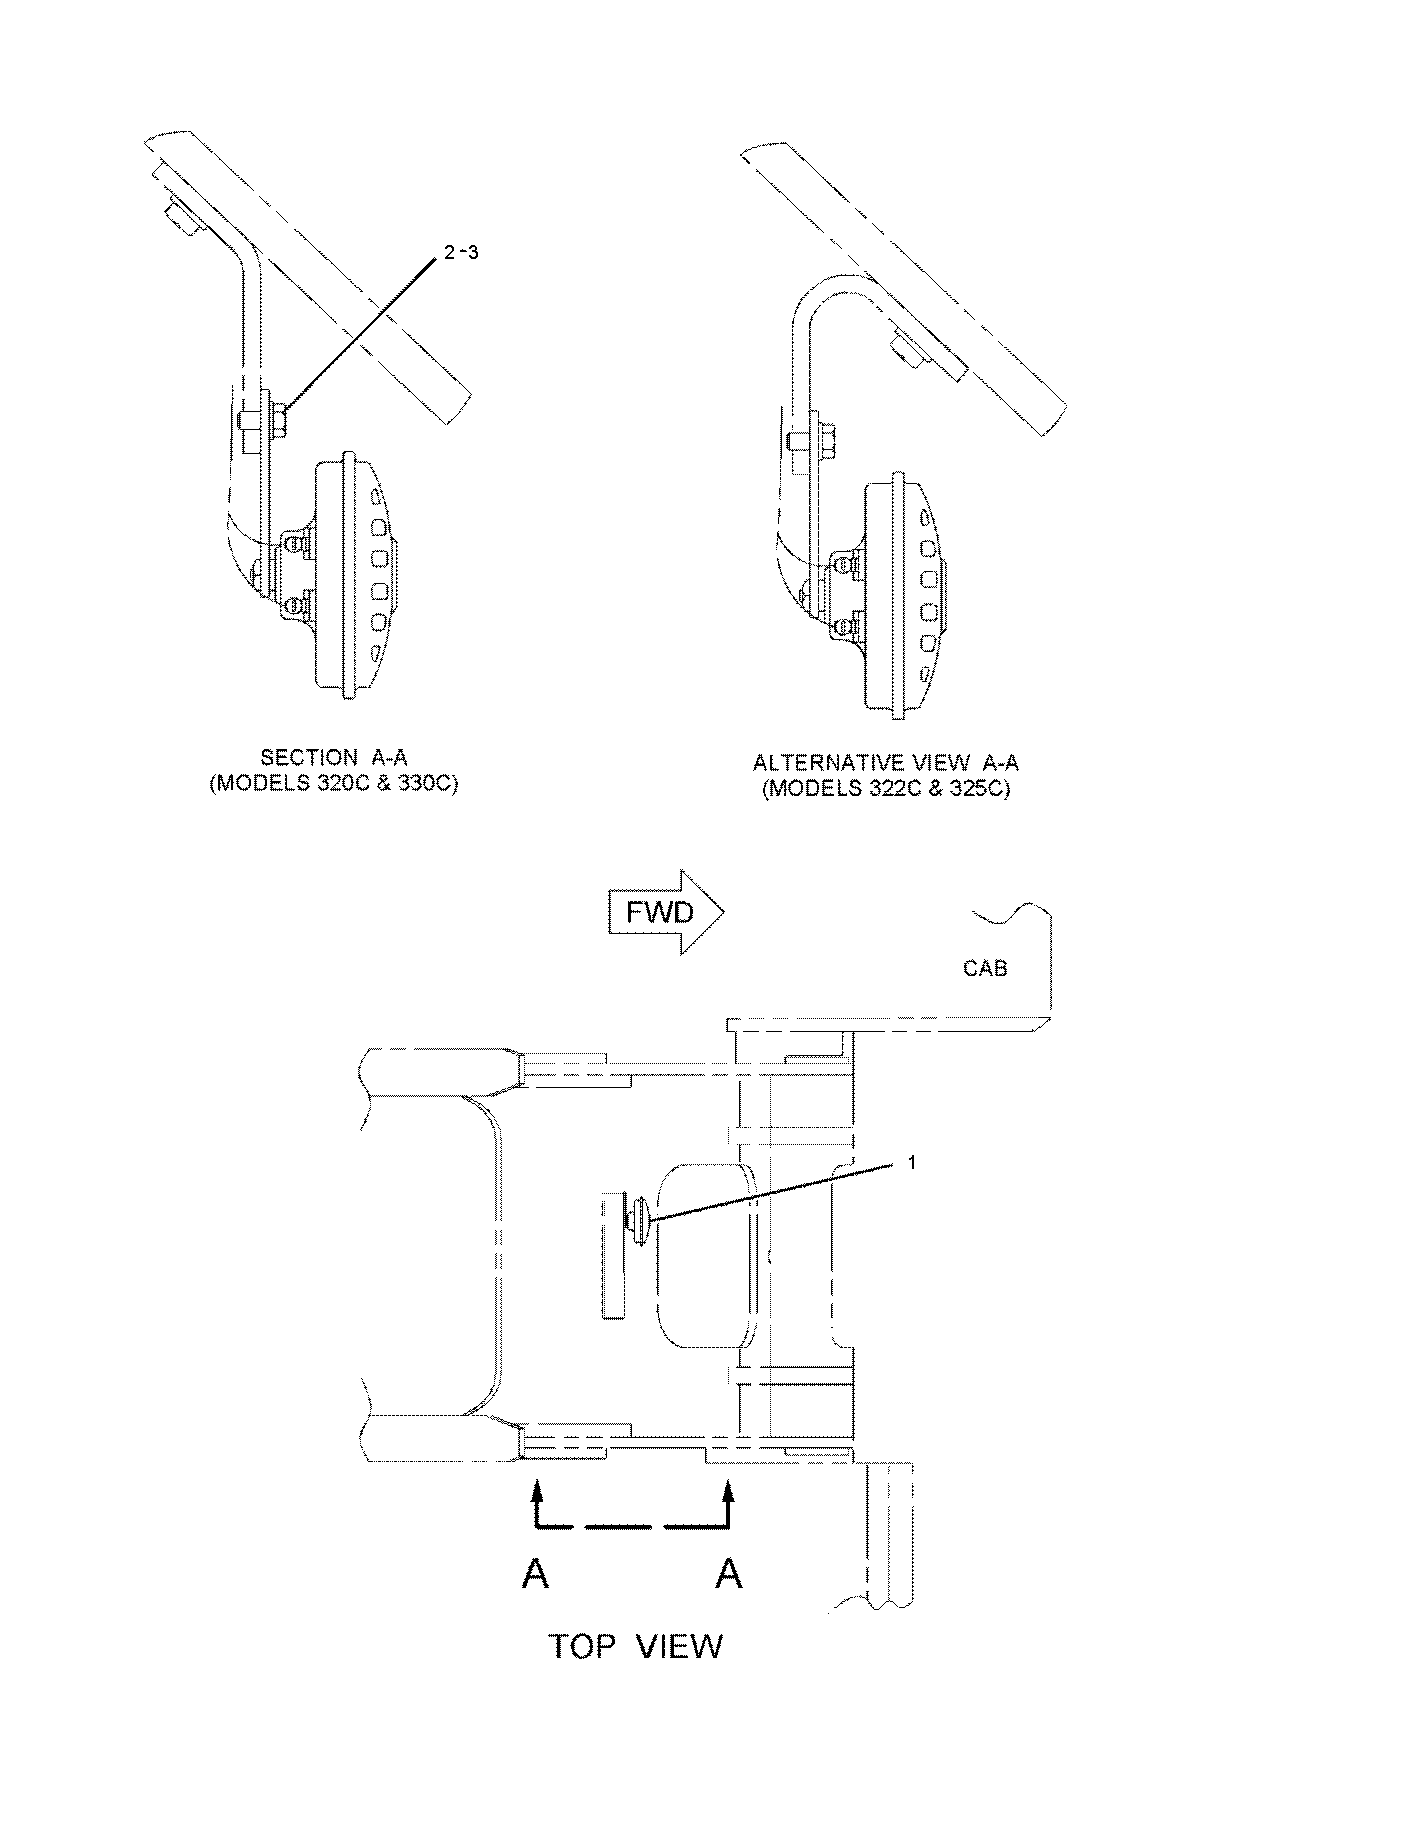 2-3
SECTION A-A
(MODELS 320C & 330C)
ALTERNATIVE VIEW A-A
(MODELS 322C & 325C)
FWD
CAB
1
A A
TOP VIEW